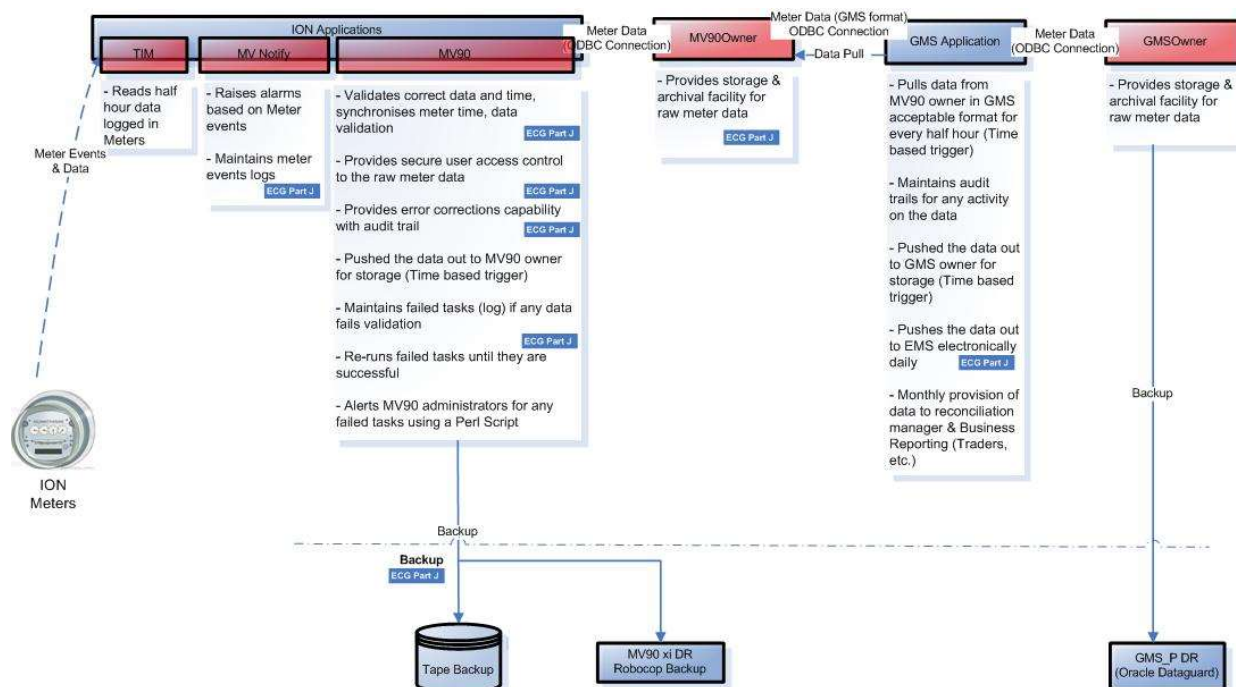 ION Applications
TIM
MV Notify
MV90
Meter Data
(ODBC Connection)
MV90Owner
Meter Data (GMS format)
ODBC Connection)
Data Pull
GMS Application
Meter Data
(ODBC Connection)
GMSOwner
Meter Events
& Data
- Reads half
hour data
logged in
Meters
- Raises alarms
based on Meter
events
- Maintains meter
events logs
ECG Part J
- Validates correct data and time,
synchronises meter time, data
validation
ECG Part J
- Provides secure user access control
to the raw meter data
ECG Part J
- Provides error corrections capability
with audit trail
ECG Part J
- Pushed the data out to MV90 owner
for storage (Time based trigger)
- Maintains failed tasks (log) if any data
fails validation
ECG Part J
- Re-runs failed tasks until they are
successful
- Alerts MV90 administrators for any
failed tasks using a Perl Script
- Provides storage &
archival facility for
raw meter data
ECG Part J
- Pulls data from
MV90 owner in GMS
acceptable format for
every half hour (Time
based trigger)
- Maintains audit
trails for any activity
on the data
- Pushed the data out
to GMS owner for
storage (Time based
trigger)
- Pushes the data out
to EMS electronically
daily
ECG Part J
- Monthly provision of
data to reconciliation
manager & Business
Reporting (Traders,
etc.)
- Provides storage &
archival facility for
raw meter data
Backup
ION
Meters
Backup
Backup
ECG Part J
Tape Backup
MV90 xi DR
Robocop Backup
GMS_P DR
(Oracle Dataguard)